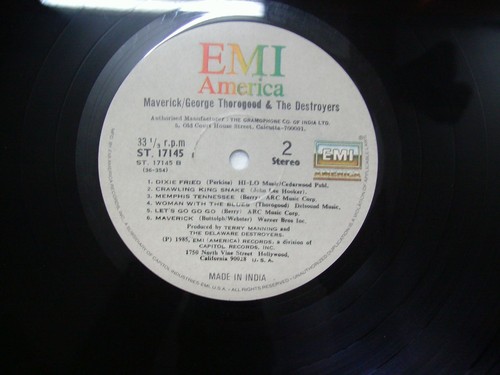 EMI
America
Maverick/George Thorogood & The Destroyers
Authorised Manufacturer : THE GRAMOPHONE CO. OF INDIA LTD.
5, Old Court House Street, Calcutta-700001.
33 1/3 r.p.m
ST. 17145
ST. 17145 B
(36-354)
2
Stereo
EMI
AMERICA
1. DIXIE FRIED (Perkins) HI-LO Music/Cedarwood Publ.
2. CRAWLING KING SNAKE (John Lee Hooker).
3. MEMPHIS TENNESSEE (Berry) ARC Music Corp.
4. WOMAN WITH THE BLUES (Thorogood) Delsound Music.
5. LET'S GO GO GO (Berry) ARC Music Corp.
6. MAVERICK (Buttolph/Webster) Warner Bros Inc.
Produced by TERRY MANNING and
THE DELAWARE DESTROYERS.
(P) 1985, EMI (AMERICA) RECORDS, a division of
CAPITOL RECORDS, INC.
1750 North Vine Street Hollywood,
California 90028 U. S. A.
MADE IN INDIA